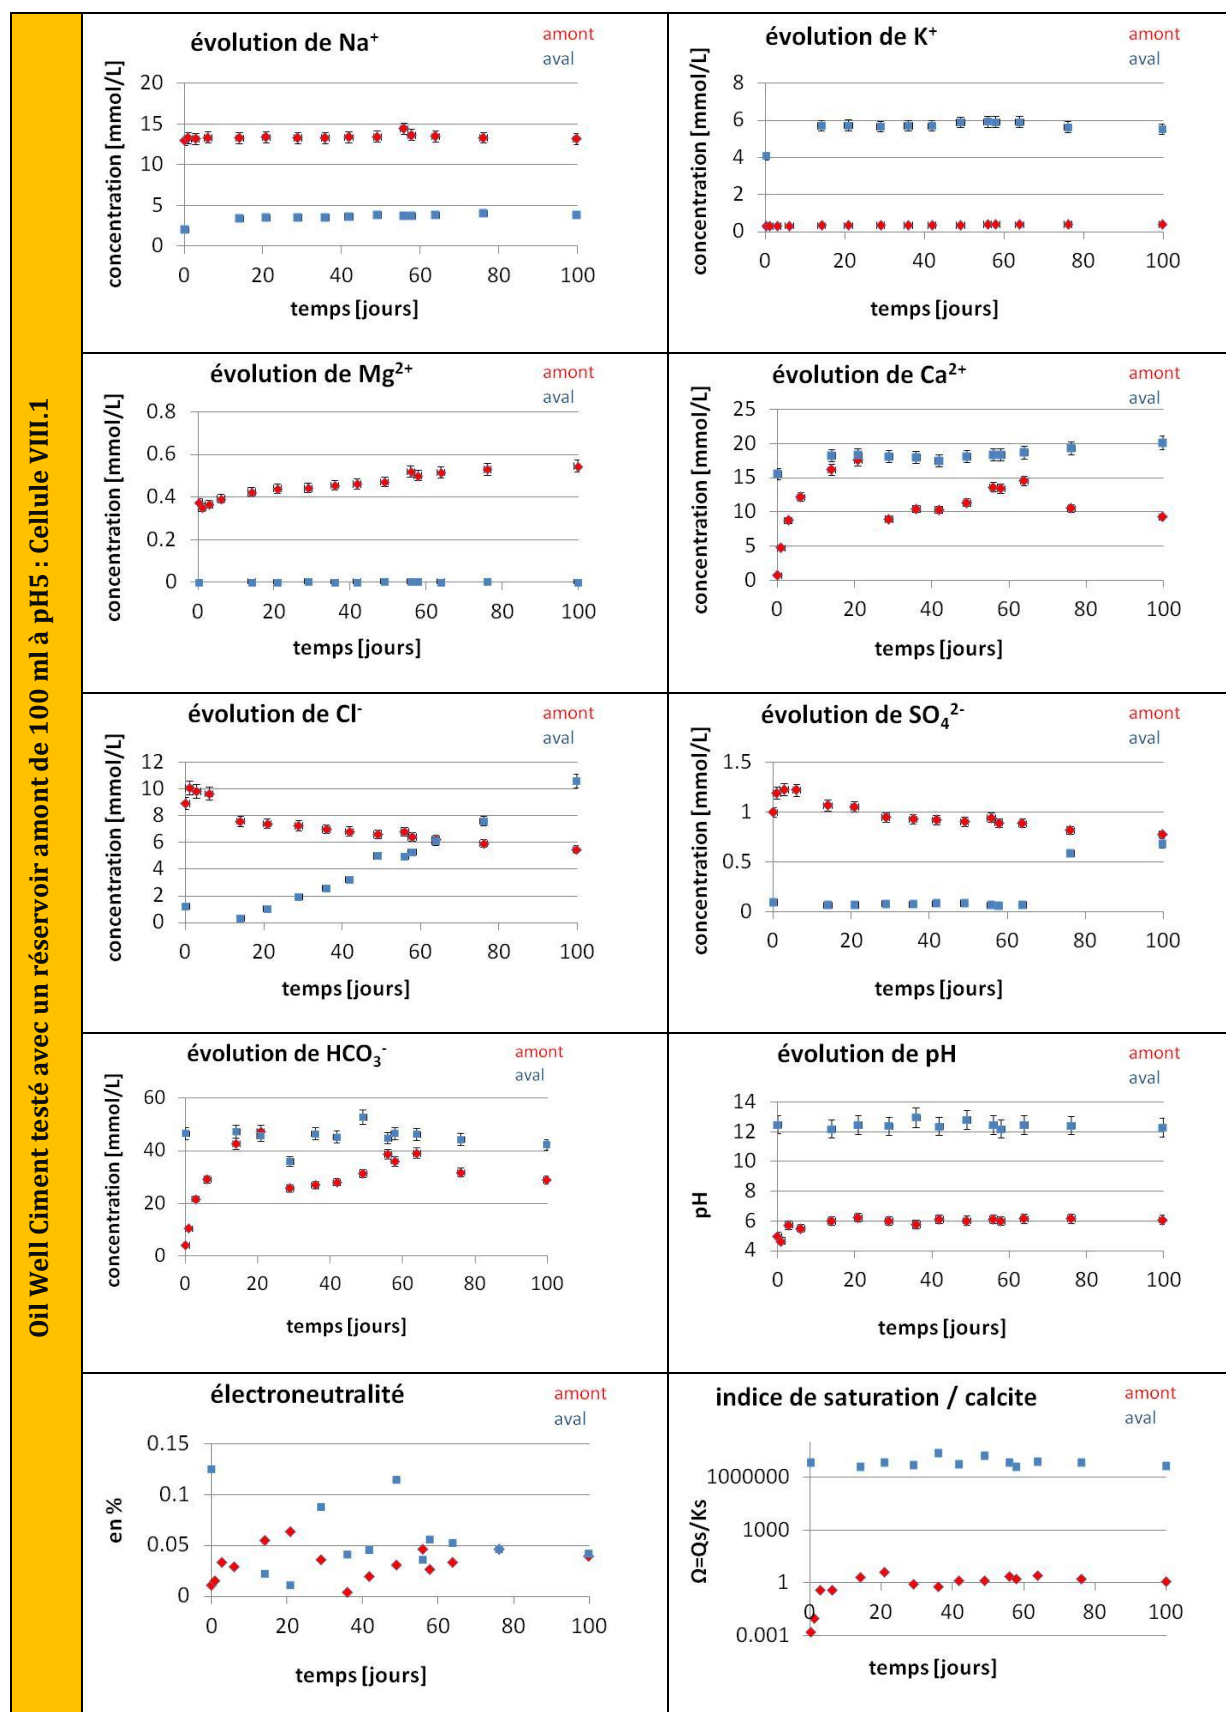 Oil Well Ciment testé avec un réservoir amont de 100 ml à pH5 : Cellule VIII.1
évolution de Na⁺
amont
aval
concentration [mmol/L]
20
15
10
5
0
0 20 40 60 80 100
temps [jours]
évolution de K⁺
amont
aval
concentration [mmol/L]
8
6
4
2
0
0 20 40 60 80 100
temps [jours]
évolution de Mg²⁺
amont
aval
concentration [mmol/L]
0.8
0.6
0.4
0.2
0
0 20 40 60 80 100
temps [jours]
évolution de Ca²⁺
amont
aval
concentration [mmol/L]
25
20
15
10
5
0
0 20 40 60 80 100
temps [jours]
évolution de Cl⁻
amont
aval
concentration [mmol/L]
12
10
8
6
4
2
0
0 20 40 60 80 100
temps [jours]
évolution de SO₄²⁻
amont
aval
concentration [mmol/L]
1.5
1
0.5
0
0 20 40 60 80 100
temps [jours]
évolution de HCO₃⁻
amont
aval
concentration [mmol/L]
60
40
20
0
0 20 40 60 80 100
temps [jours]
évolution de pH
amont
aval
pH
14
12
10
8
6
4
0 20 40 60 80 100
temps [jours]
électroneutralité
amont
aval
en %
0.15
0.1
0.05
0
0 20 40 60 80 100
temps [jours]
indice de saturation / calcite
amont
aval
Ω=Qs/Ks
1000000
1000
1
0.001
0 20 40 60 80 100
temps [jours]